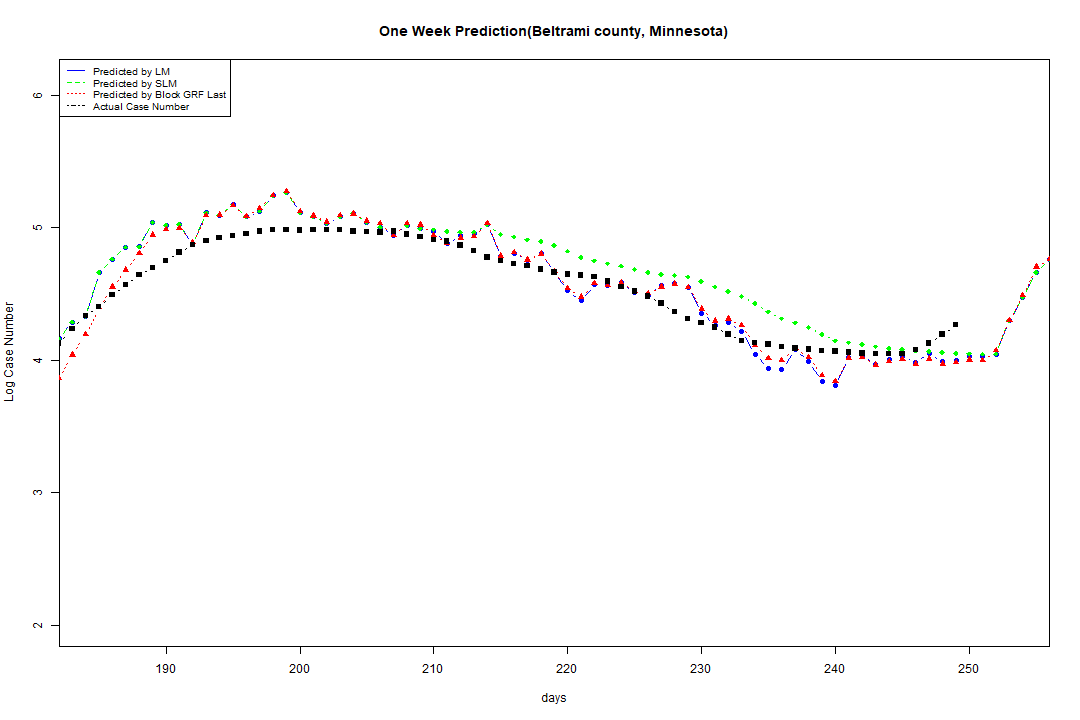 One Week Prediction(Beltrami county, Minnesota)
Predicted by LM
Predicted by SLM
Predicted by Block GRF Last
Actual Case Number
6
5
4
3
2
Log Case Number
190 200 210 220 230 240 250
days